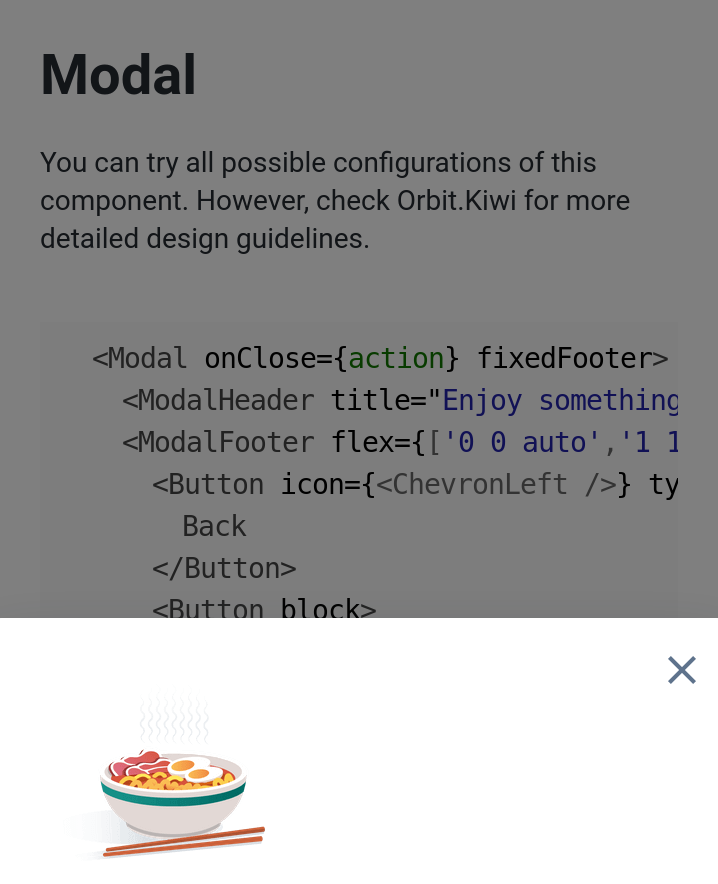 Modal
You can try all possible configurations of this
component. However, check Orbit.Kiwi for more
detailed design guidelines.
<Modal onClose={action} fixedFooter>
<ModalHeader title="Enjoy something
<ModalFooter flex={['0 0 auto','1 1
<Button icon={<ChevronLeft />} ty
Back
</Button>
<Button block>